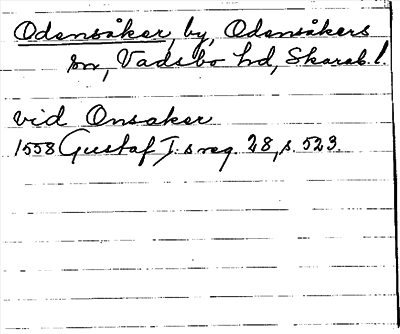 Odensåker, by, Odensåkers
sn, Vadsbo hd, Skarab. l.
vid Onsaker
1558 Gustaf I:s reg. 28, s. 523.